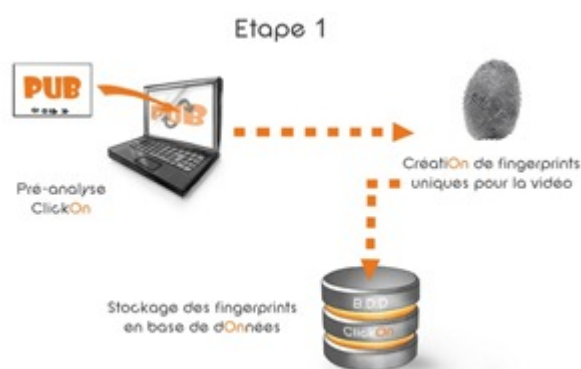 Etape 1
PUB
PUB
Pré-analyse
ClickOn
CréatiOn de fingerprints
uniques pour la vidéo
Stockage des fingerprints
en base de dOnnées
B.D.D
ClickOn